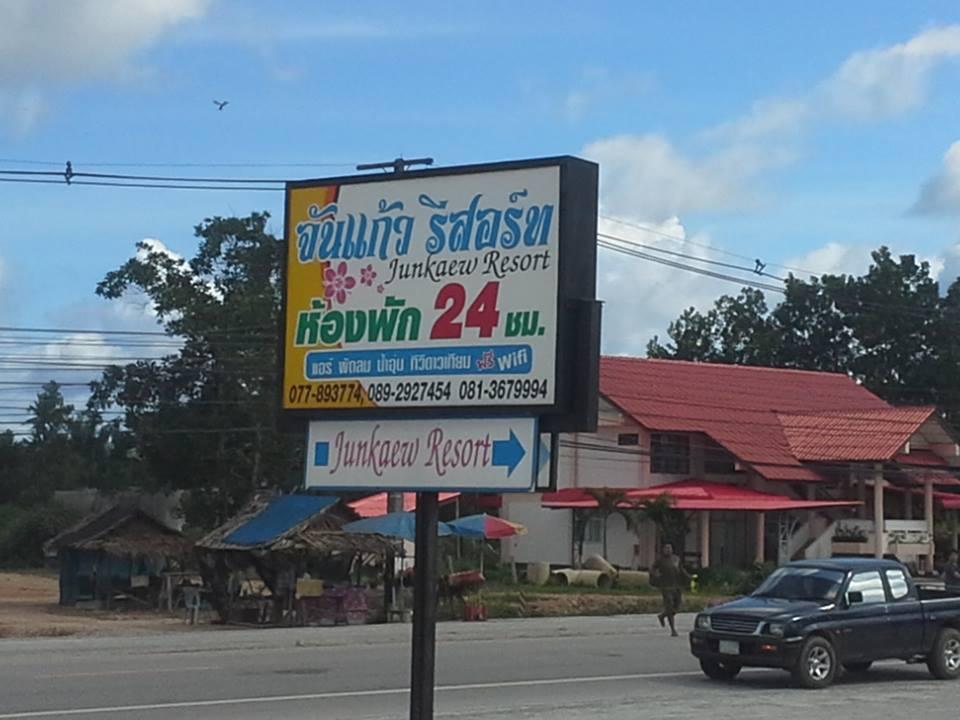 จันแก้ว รีสอร์ท
Junkaew Resort
ห้องพัก 24 ชม.
แอร์ พัดลม น้ำอุ่น ทีวีดาวเทียม ฟรี Wifi
077-893774, 089-2927454 081-3679994
Junkaew Resort